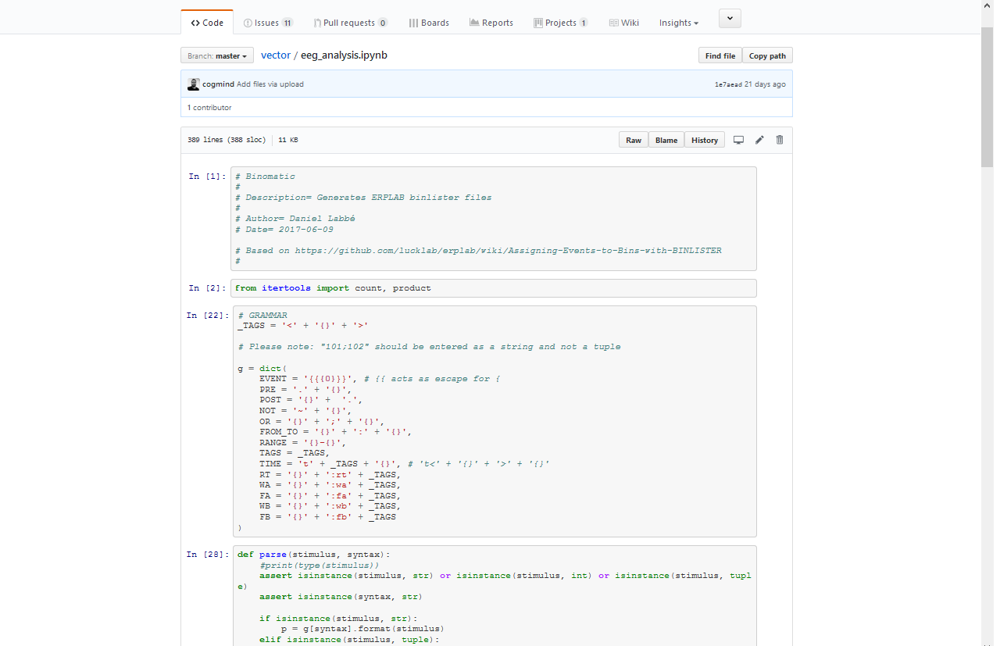 Code Issues 11 Pull requests 0 Boards Reports Projects 1 Wiki Insights
Branch: master vector / eeg_analysis.ipynb Find file Copy path
cogmind Add files via upload 1e7aead 21 days ago
1 contributor
389 lines (388 sloc) 11 KB Raw Blame History
In [1]: # Binomatic
#
# Description= Generates ERPLAB binlister files
#
# Author= Daniel Labbé
# Date= 2017-06-09
# Based on https://github.com/lucklab/erplab/wiki/Assigning-Events-to-Bins-with-BINLISTER
#
In [2]: from itertools import count, product
In [22]: # GRAMMAR
_TAGS = '<' + '{}' + '>'
# Please note: "101;102" should be entered as a string and not a tuple
g = dict(
EVENT = '{{{0}}}', # {{ acts as escape for {
PRE = '.' + '{}',
POST = '{}' +  '.',
NOT = '~' + '{}',
OR = '{}' + ';' + '{}',
FROM_TO = '{}' + ':' + '{}',
RANGE = '{}-{}',
TAGS = _TAGS,
TIME = 't' + _TAGS + '{}', # 't<' + '{}' + '>' + '{}'
RT = '{}' + ':rt' + _TAGS,
WA = '{}' + ':wa' + _TAGS,
FA = '{}' + ':fa' + _TAGS,
WB = '{}' + ':wb' + _TAGS,
FB = '{}' + ':fb' + _TAGS
)
In [28]: def parse(stimulus, syntax):
#print(type(stimulus))
assert isinstance(stimulus, str) or isinstance(stimulus, int) or isinstance(stimulus, tupl
e)
assert isinstance(syntax, str)
if isinstance(stimulus, str):
p = g[syntax].format(stimulus)
elif isinstance(stimulus, tuple):